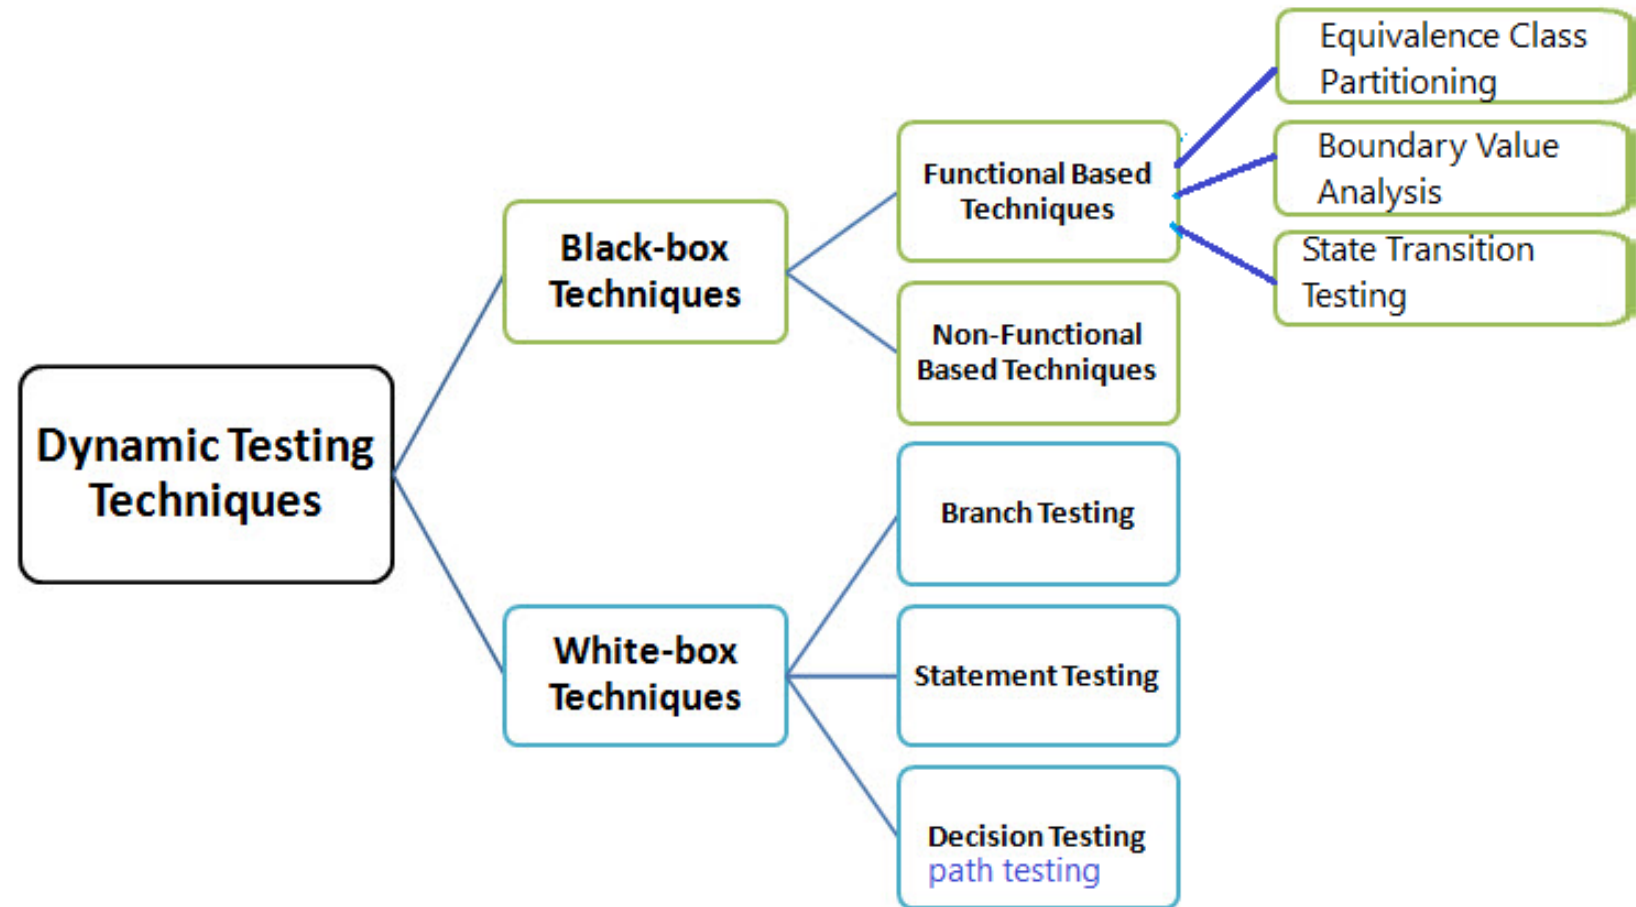 Dynamic Testing
Techniques
Black-box
Techniques
Functional Based
Techniques
Equivalence Class
Partitioning
Boundary Value
Analysis
State Transition
Testing
Non-Functional
Based Techniques
White-box
Techniques
Branch Testing
Statement Testing
Decision Testing
path testing